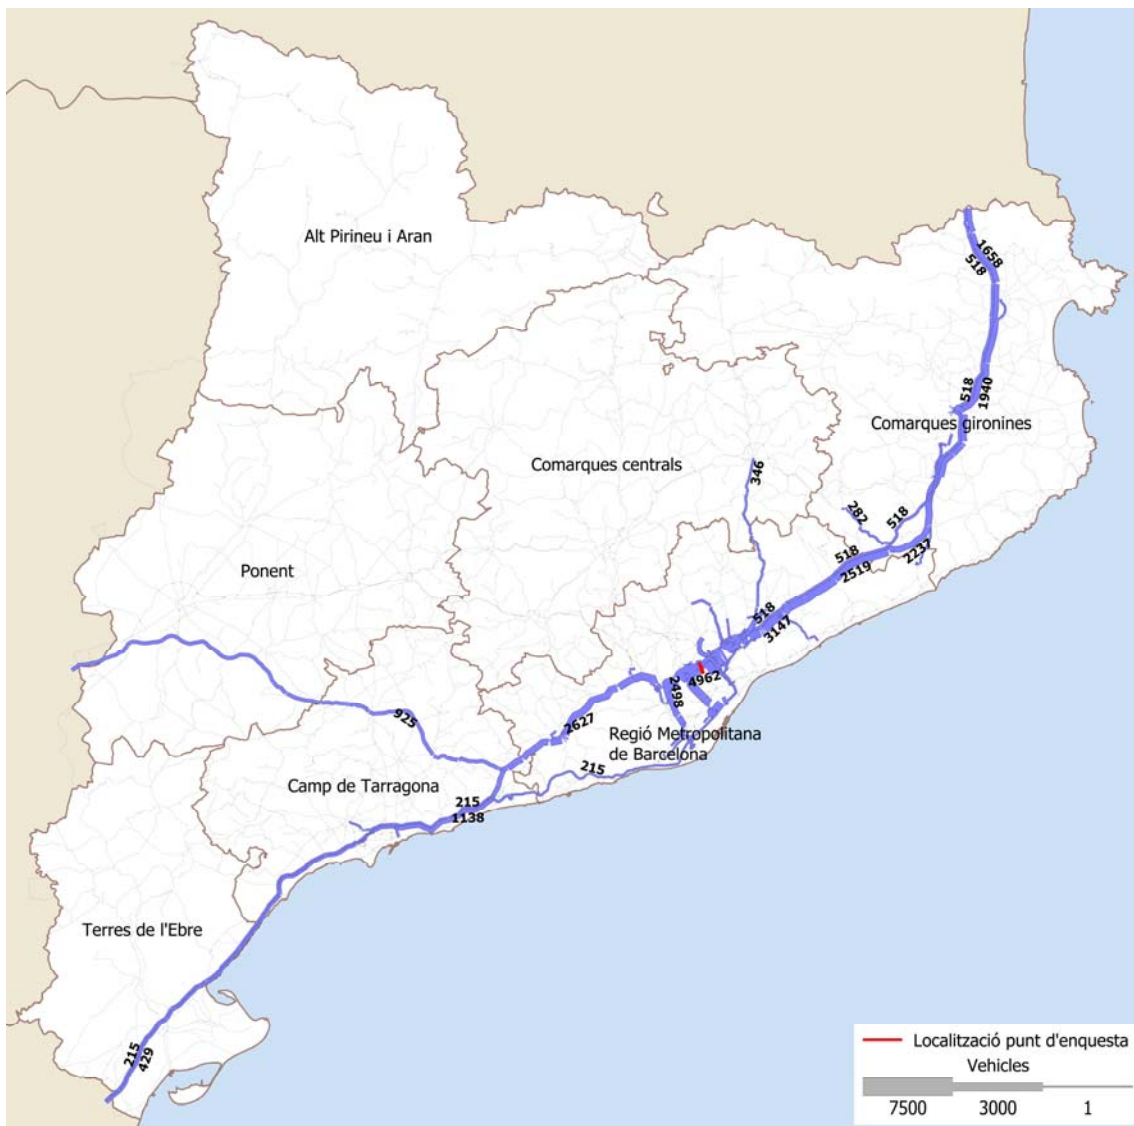 Alt Pirineu i Aran
1658
518
518
1940
Comarques gironines
Comarques centrals
346
282
518
Ponent
518
2519
2237
518
3147
4962
2498
2627
925
Regió Metropolitana
de Barcelona
215
Camp de Tarragona
215
1138
Terres de l'Ebre
215
429
Localització punt d'enquesta
Vehicles
7500 3000 1